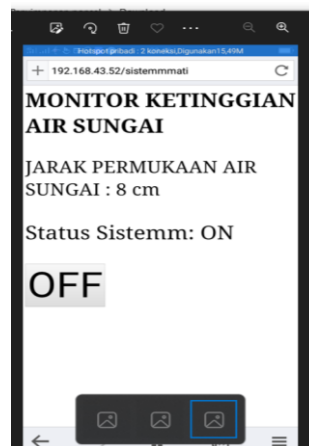 Hotspot pribadi : 2 koneksi,Digunakan15,49M
192.168.43.52/sistemmmati
MONITOR KETINGGIAN
AIR SUNGAI
JARAK PERMUKAAN AIR
SUNGAI : 8 cm
Status Sistemm: ON
OFF